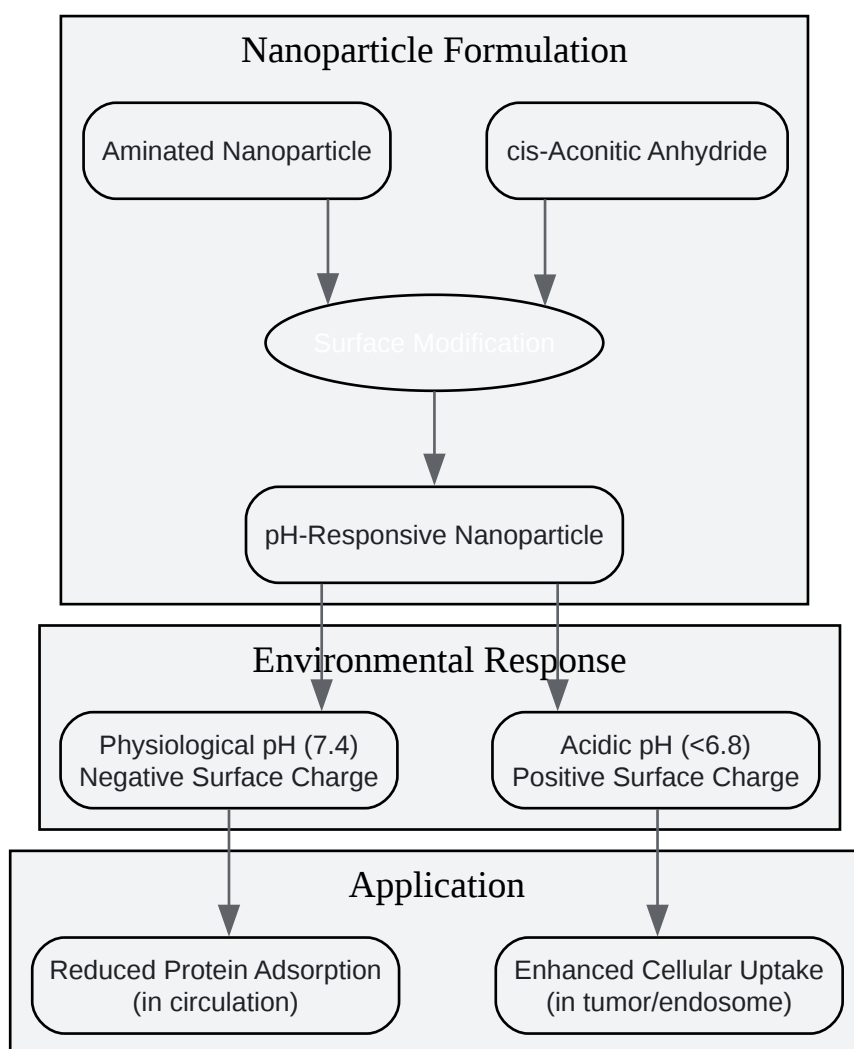 Nanoparticle Formulation
Aminated Nanoparticle
cis-Aconitic Anhydride
Surface Modification
pH-Responsive Nanoparticle
Environmental Response
Physiological pH (7.4)
Negative Surface Charge
Acidic pH (<6.8)
Positive Surface Charge
Application
Reduced Protein Adsorption
(in circulation)
Enhanced Cellular Uptake
(in tumor/endosome)